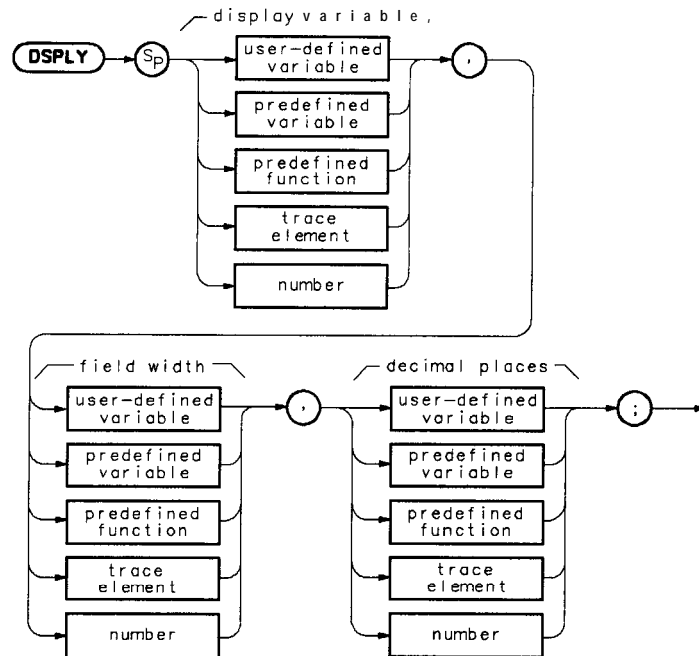 display variable,
DSPLY
SP
user-defined
variable
,
predefined
variable
predefined
function
trace
element
number
field width
user-defined
variable
predefined
variable
predefined
function
trace
element
number
,
decimal places
user-defined
variable
predefined
variable
predefined
function
trace
element
number
;